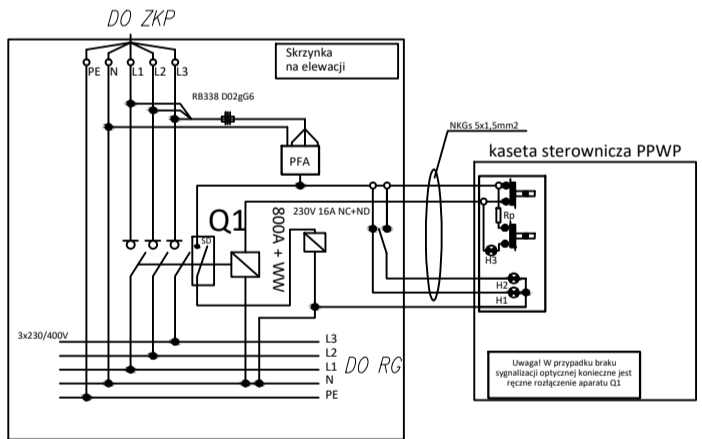 DO ZKP
Skrzynka
na elewacji
PE
N
L1
L2
L3
RB338 D02gG6
NKGs 5x1,5mm2
kaseta sterownicza PPWP
PFA
Q1
800A + WW
230V 16A NC+ND
SD
Rp
H3
H2
H1
3x230/400V
L3
L2
L1
N
PE
DO RG
Uwaga! W przypadku braku
sygnalizacji optycznej konieczne jest
ręczne rozłączenie aparatu Q1